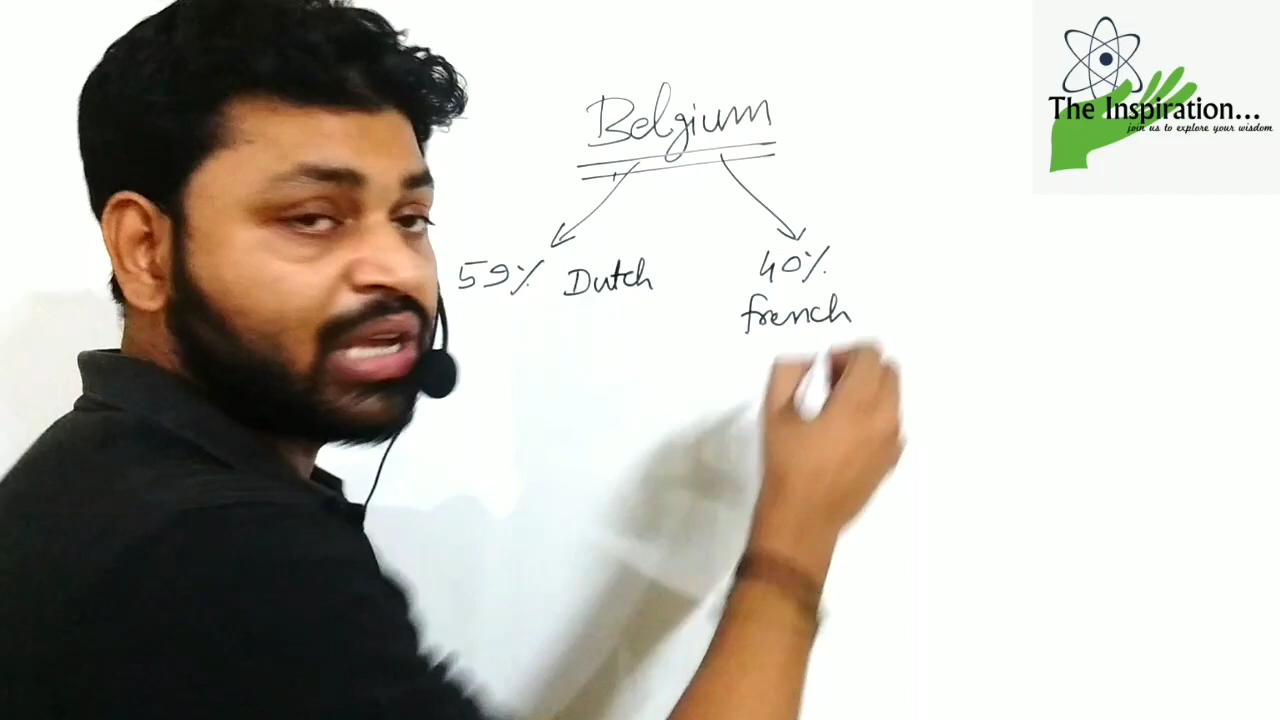 Belgium
59% Dutch
40%
french
The Inspiration...
join us to explore your wisdom